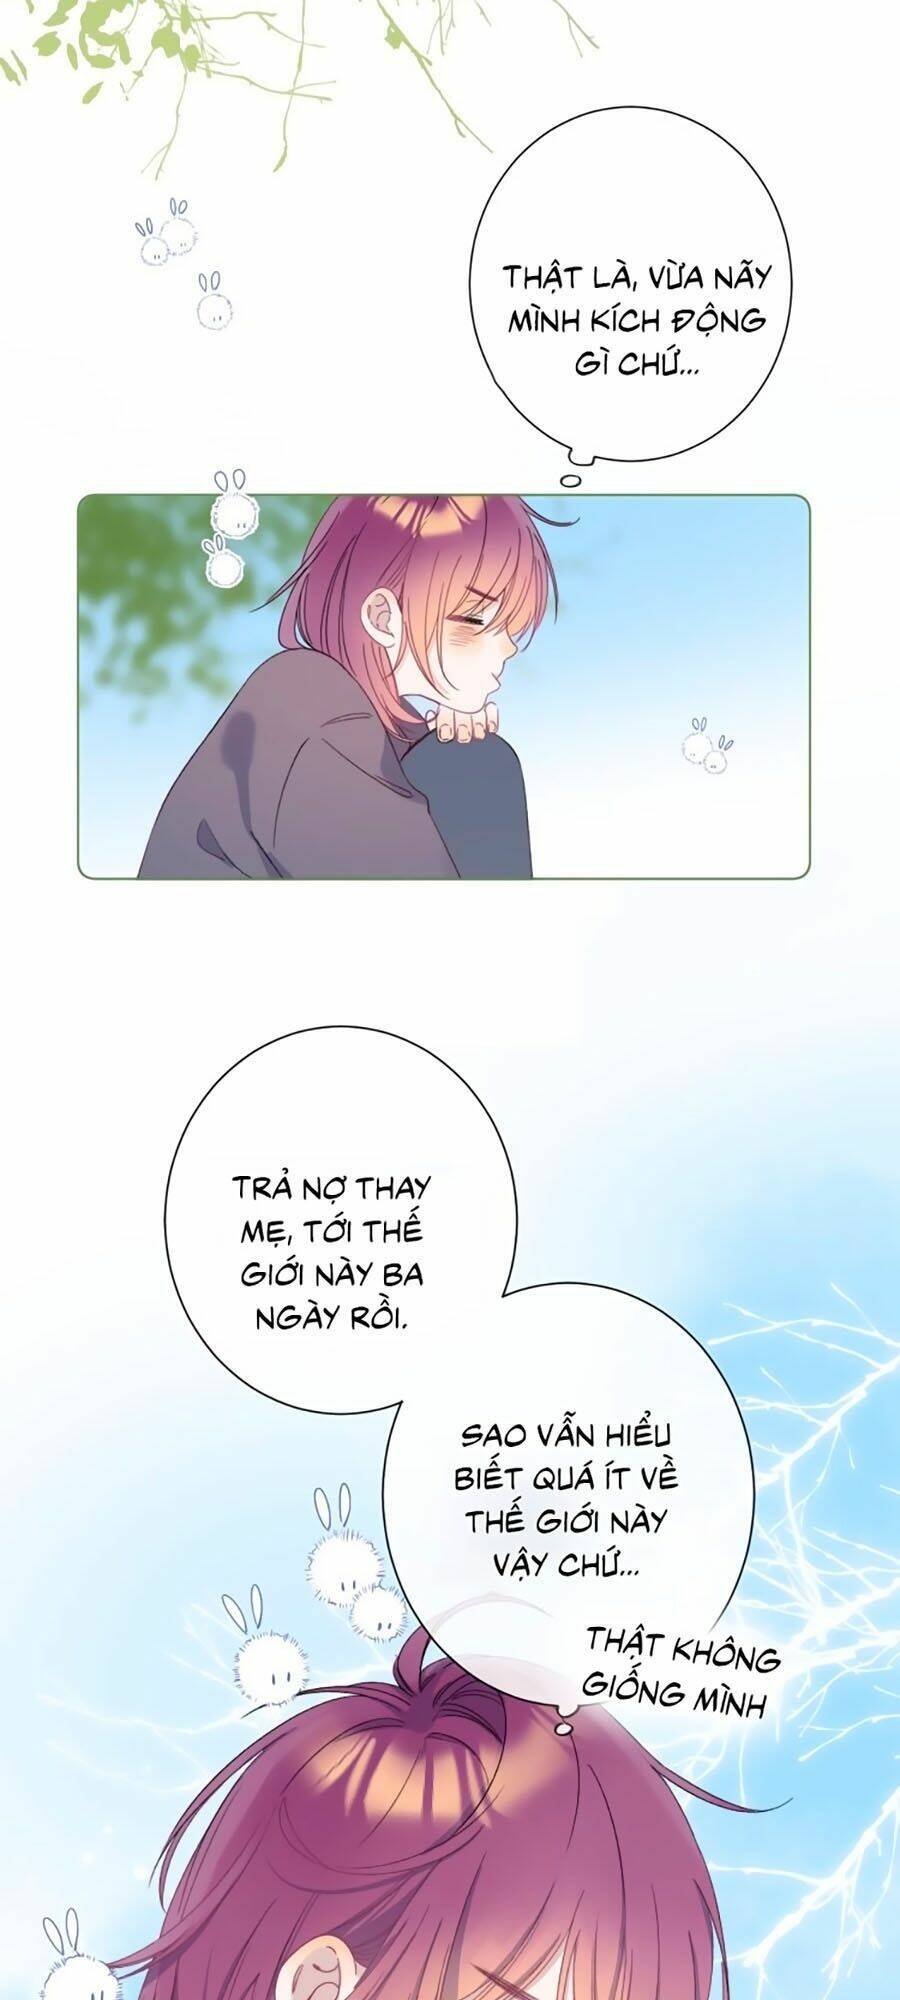 THẬT LÀ, VỪA NÃY
MÌNH KÍCH ĐỘNG
GÌ CHỨ...
TRẢ NỢ THAY
MẸ, TỚI THẾ
GIỚI NÀY BA
NGÀY RỒI.
SAO VẪN HIỂU
BIẾT QUÁ ÍT VỀ
THẾ GIỚI NÀY
VẬY CHỨ...
THẬT KHÔNG
GIỐNG MÌNH